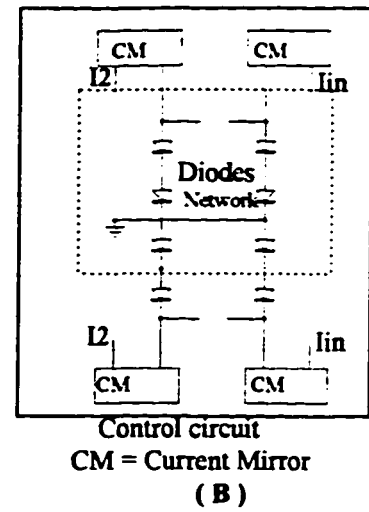 CM CM
I2 Iin
Diodes
Network
I2 Iin
CM CM
Control circuit
CM = Current Mirror
( B )